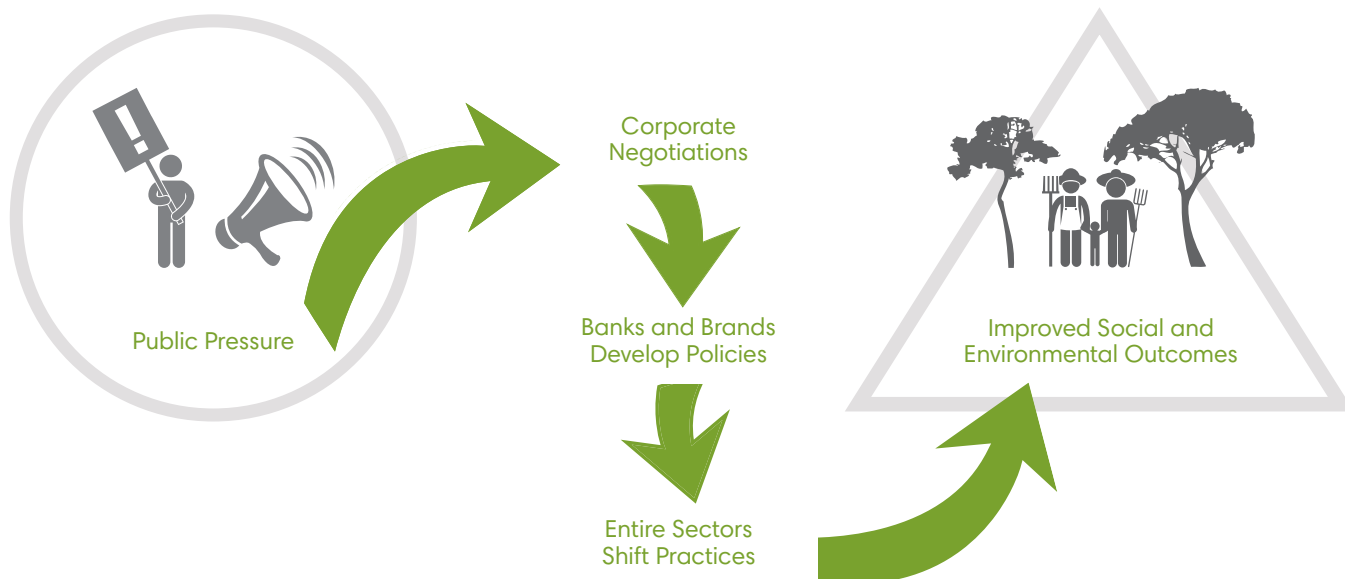 Public Pressure
Corporate
Negotiations
Banks and Brands
Develop Policies
Entire Sectors
Shift Practices
Improved Social and
Environmental Outcomes